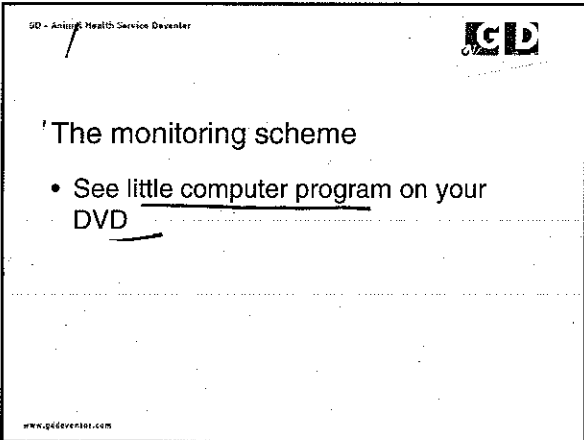 GD - Animal Health Service Deventer
GD
The monitoring scheme
• See little computer program on your
DVD
www.gddeventer.com